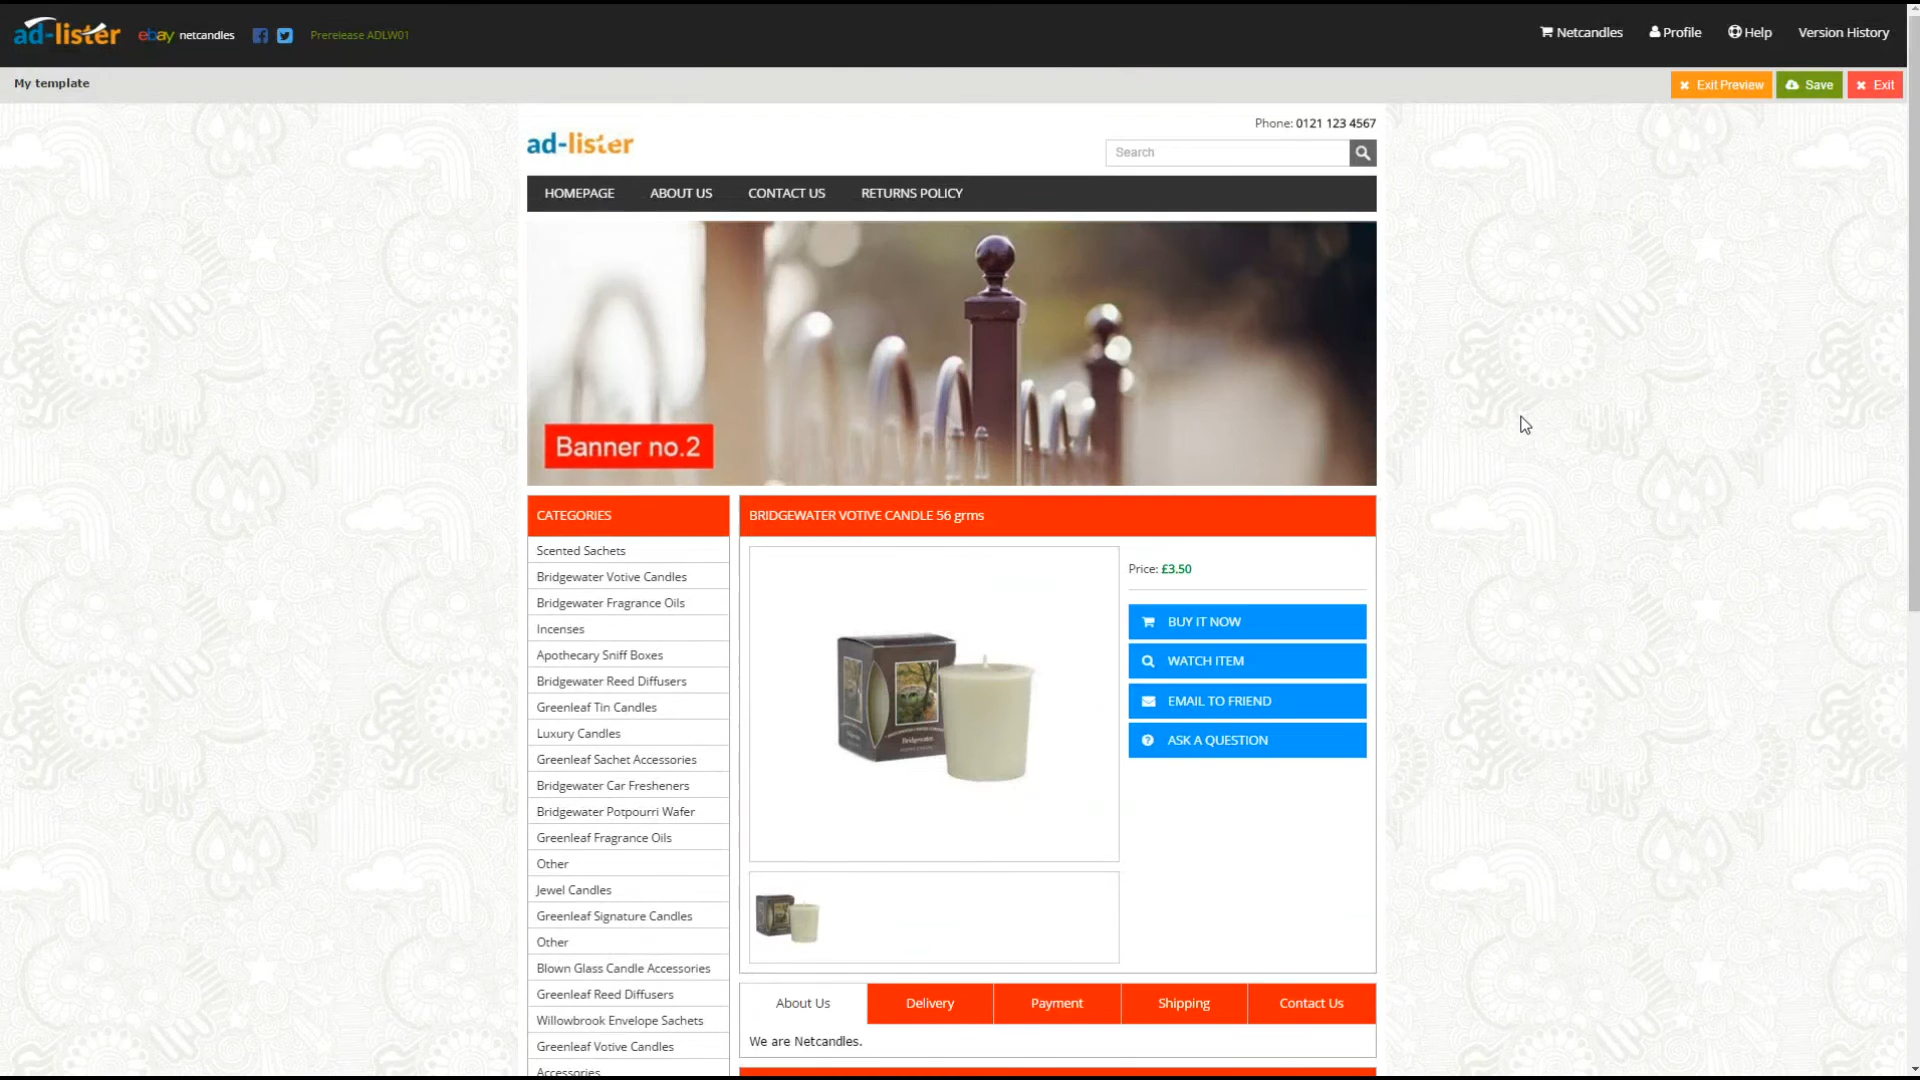 ad-lister ebay netcandles Prerelease ADLW01 Netcandles Profile Help Version History
My template Exit Preview Save Exit
Phone: 0121 123 4567
ad-lister Search
HOMEPAGE ABOUT US CONTACT US RETURNS POLICY
Banner no.2
CATEGORIES
Scented Sachets
Bridgewater Votive Candles
Bridgewater Fragrance Oils
Incenses
Apothecary Sniff Boxes
Bridgewater Reed Diffusers
Greenleaf Tin Candles
Luxury Candles
Greenleaf Sachet Accessories
Bridgewater Car Fresheners
Bridgewater Potpourri Wafer
Greenleaf Fragrance Oils
Other
Jewel Candles
Greenleaf Signature Candles
Other
Blown Glass Candle Accessories
Greenleaf Reed Diffusers
Willowbrook Envelope Sachets
Greenleaf Votive Candles
Accessories
BRIDGEWATER VOTIVE CANDLE 56 grms
Bridgewater
Price: £3.50
BUY IT NOW
WATCH ITEM
EMAIL TO FRIEND
ASK A QUESTION
About Us Delivery Payment Shipping Contact Us
We are Netcandles.